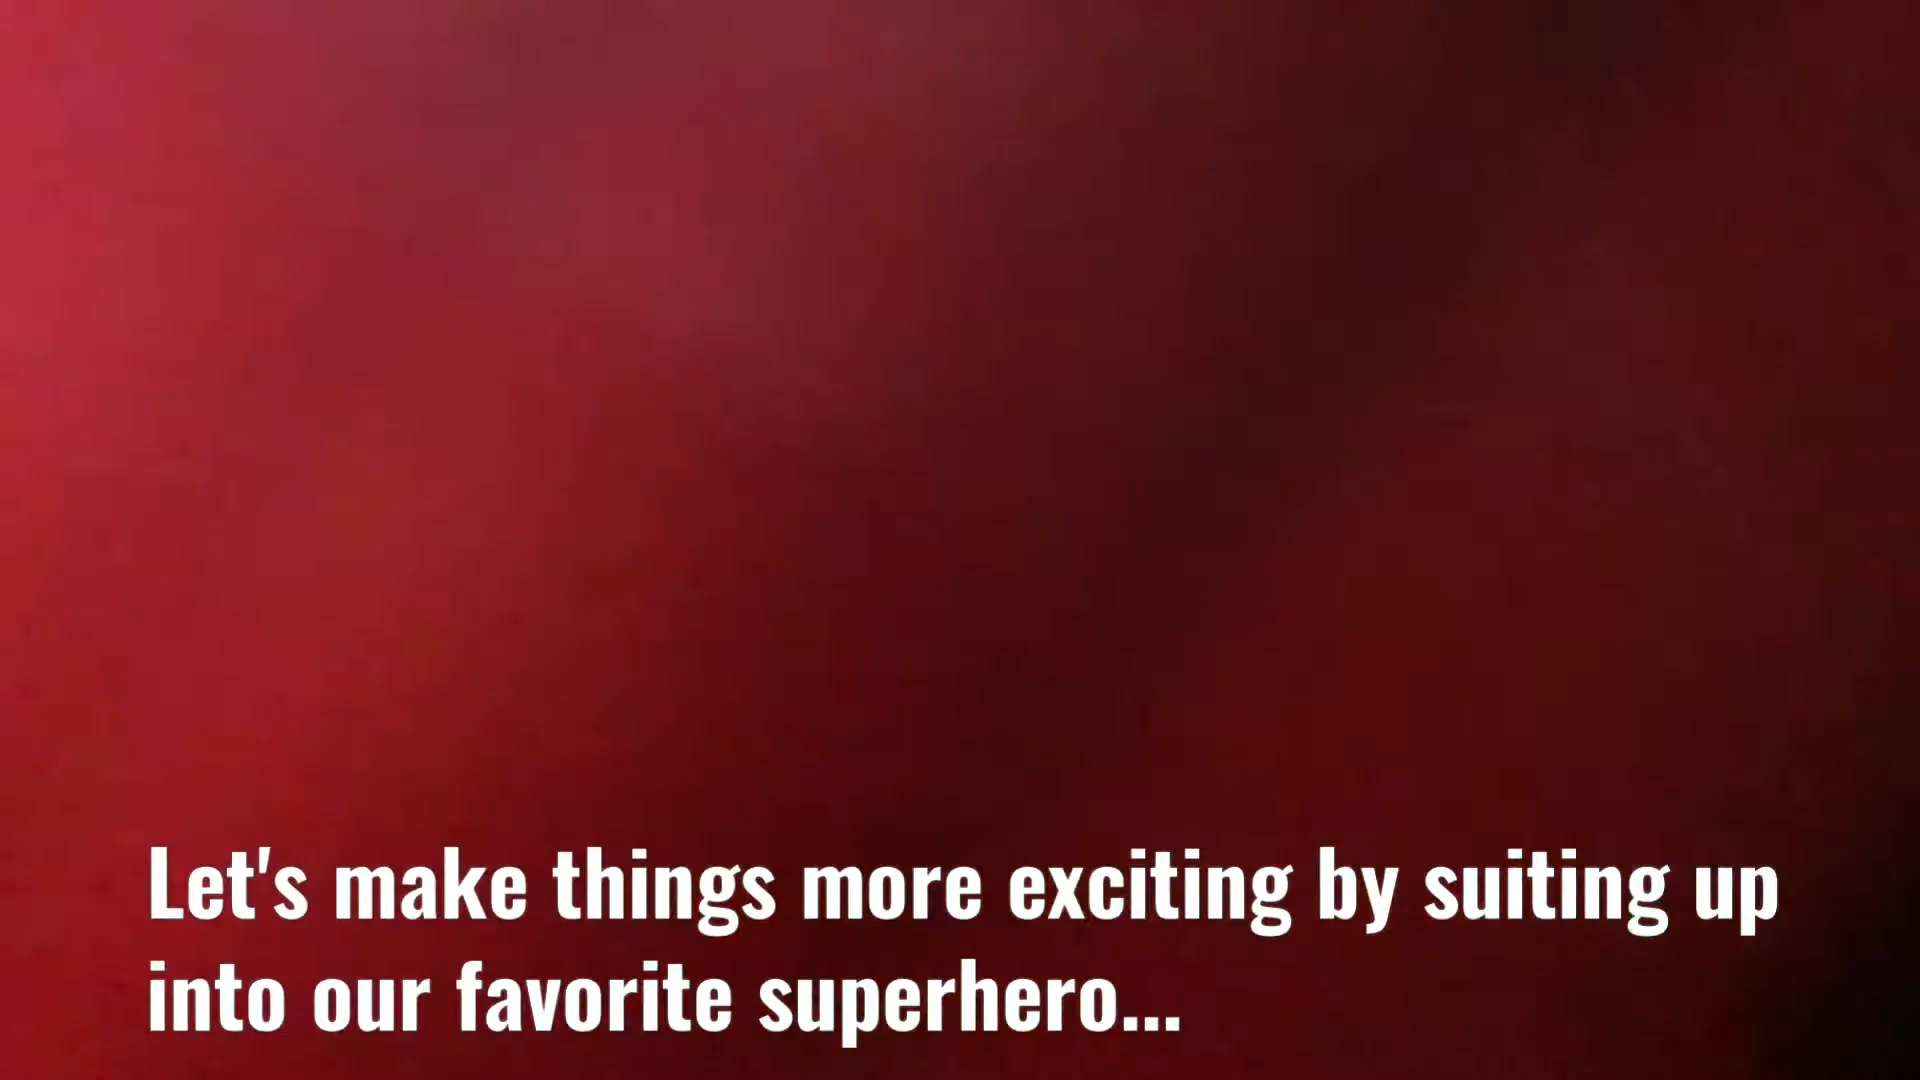 Let's make things more exciting by suiting up
into our favorite superhero...